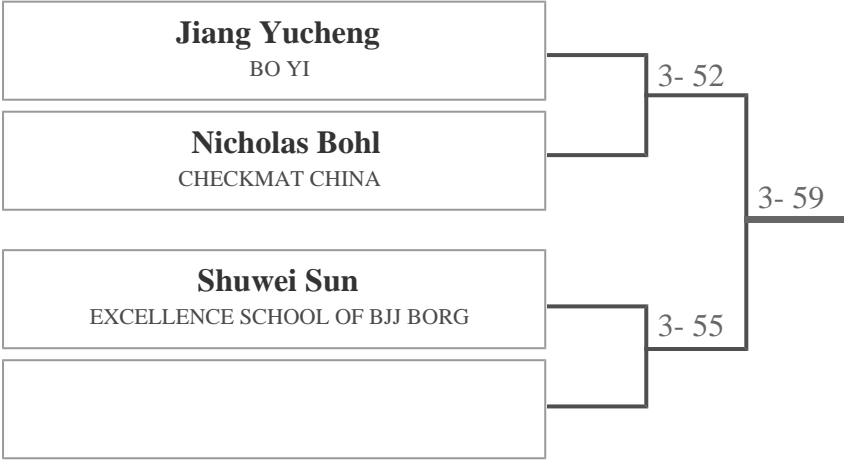 Jiang Yucheng
BO YI
3- 52
Nicholas Bohl
CHECKMAT CHINA
3- 59
Shuwei Sun
EXCELLENCE SCHOOL OF BJJ BORG
3- 55